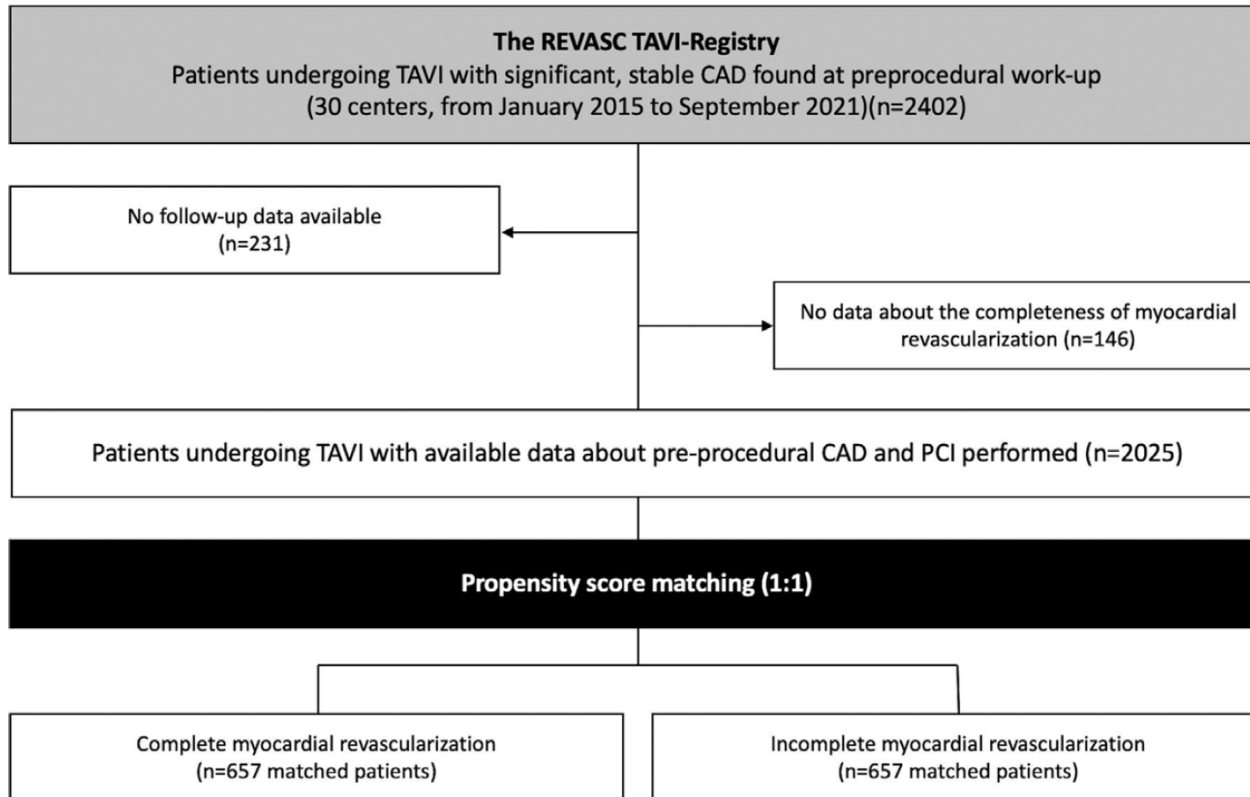 The REVASC TAVI-Registry
Patients undergoing TAVI with significant, stable CAD found at preprocedural work-up
(30 centers, from January 2015 to September 2021)(n=2402)
No follow-up data available
(n=231)
No data about the completeness of myocardial
revascularization (n=146)
Patients undergoing TAVI with available data about pre-procedural CAD and PCI performed (n=2025)
Propensity score matching (1:1)
Complete myocardial revascularization
(n=657 matched patients)
Incomplete myocardial revascularization
(n=657 matched patients)